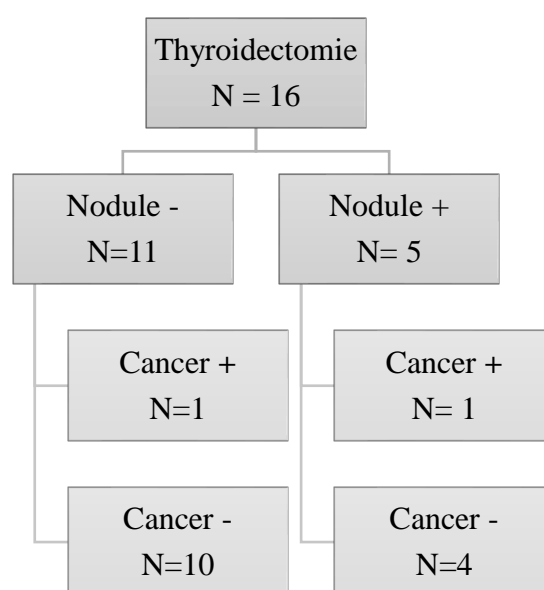 Thyroidectomie
N = 16
Nodule -
N=11
Nodule +
N= 5
Cancer +
N=1
Cancer +
N= 1
Cancer -
N=10
Cancer -
N=4